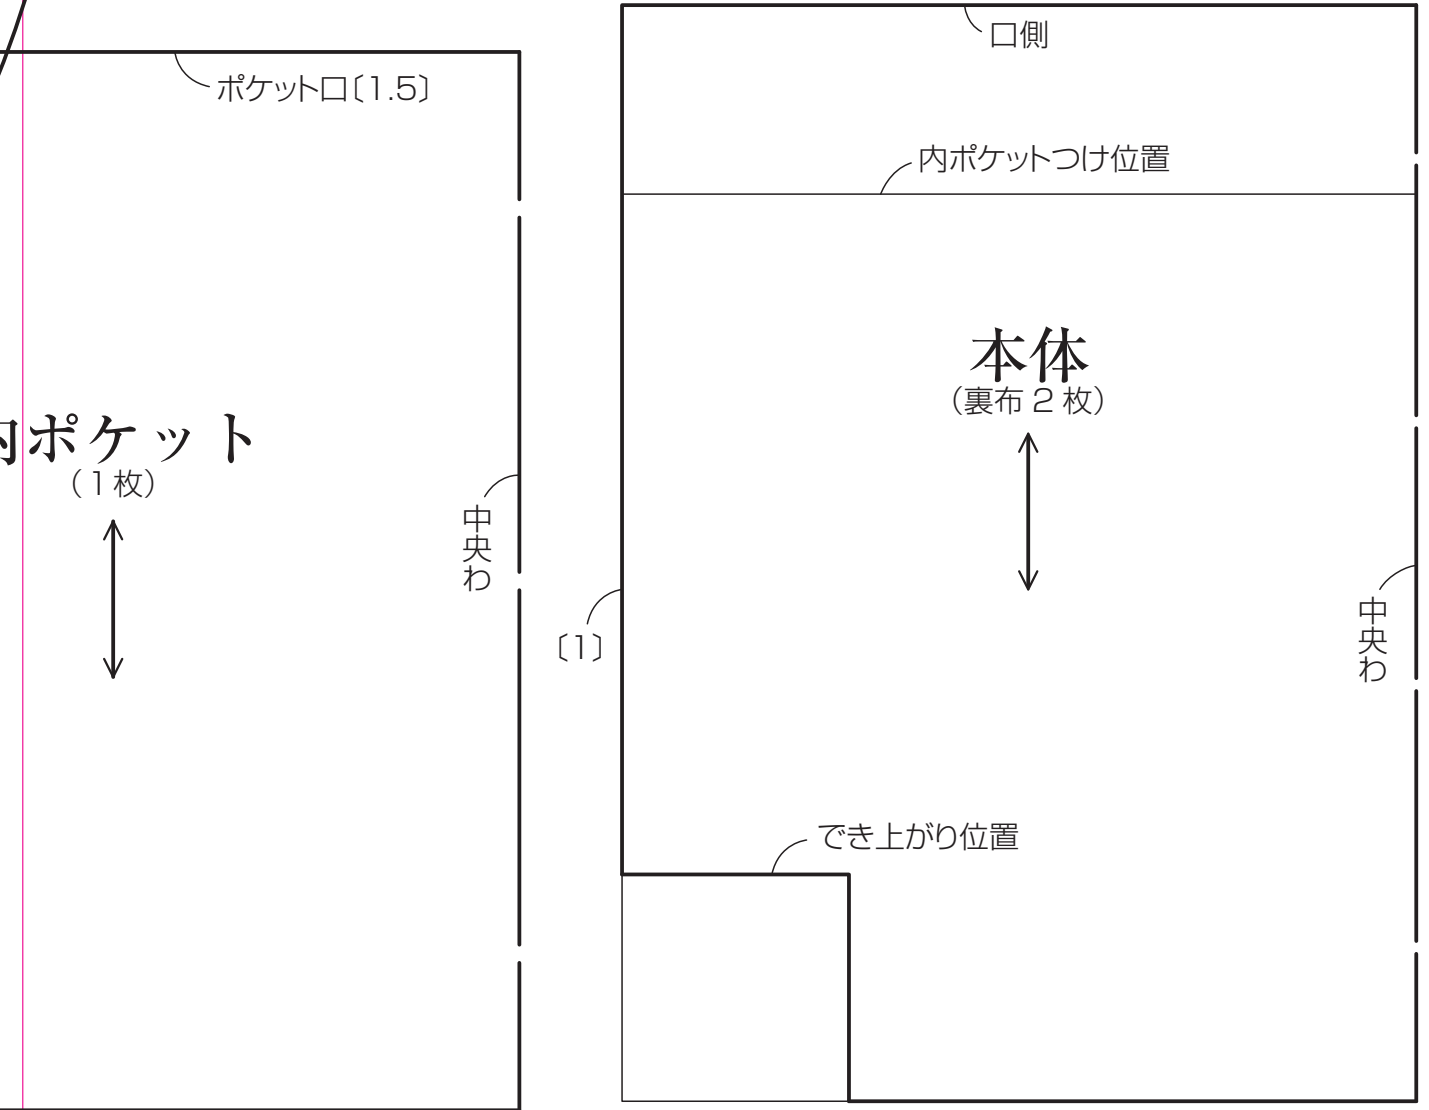 ポケット口〔1.5〕
内ポケット
（1枚）
中央わ
口側
内ポケットつけ位置
本体
（裏布2枚）
〔1〕
中央わ
でき上がり位置